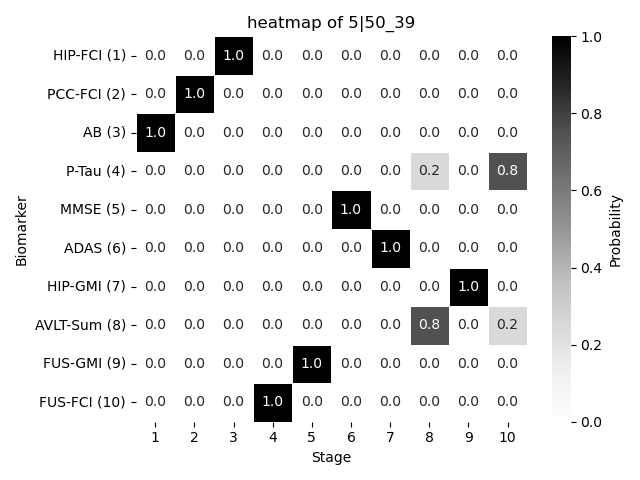 heatmap of 5|50_39
HIP-FCI (1) 0.0 0.0 1.0 0.0 0.0 0.0 0.0 0.0 0.0 0.0
PCC-FCI (2) 0.0 1.0 0.0 0.0 0.0 0.0 0.0 0.0 0.0 0.0
AB (3) 1.0 0.0 0.0 0.0 0.0 0.0 0.0 0.0 0.0 0.0
P-Tau (4) 0.0 0.0 0.0 0.0 0.0 0.0 0.0 0.2 0.0 0.8
MMSE (5) 0.0 0.0 0.0 0.0 0.0 1.0 0.0 0.0 0.0 0.0
ADAS (6) 0.0 0.0 0.0 0.0 0.0 0.0 1.0 0.0 0.0 0.0
HIP-GMI (7) 0.0 0.0 0.0 0.0 0.0 0.0 0.0 0.0 1.0 0.0
AVLT-Sum (8) 0.0 0.0 0.0 0.0 0.0 0.0 0.0 0.8 0.0 0.2
FUS-GMI (9) 0.0 0.0 0.0 0.0 1.0 0.0 0.0 0.0 0.0 0.0
FUS-FCI (10) 0.0 0.0 0.0 1.0 0.0 0.0 0.0 0.0 0.0 0.0
1 2 3 4 5 6 7 8 9 10
Stage
Biomarker
1.0
0.8
0.6
0.4
0.2
0.0
Probability